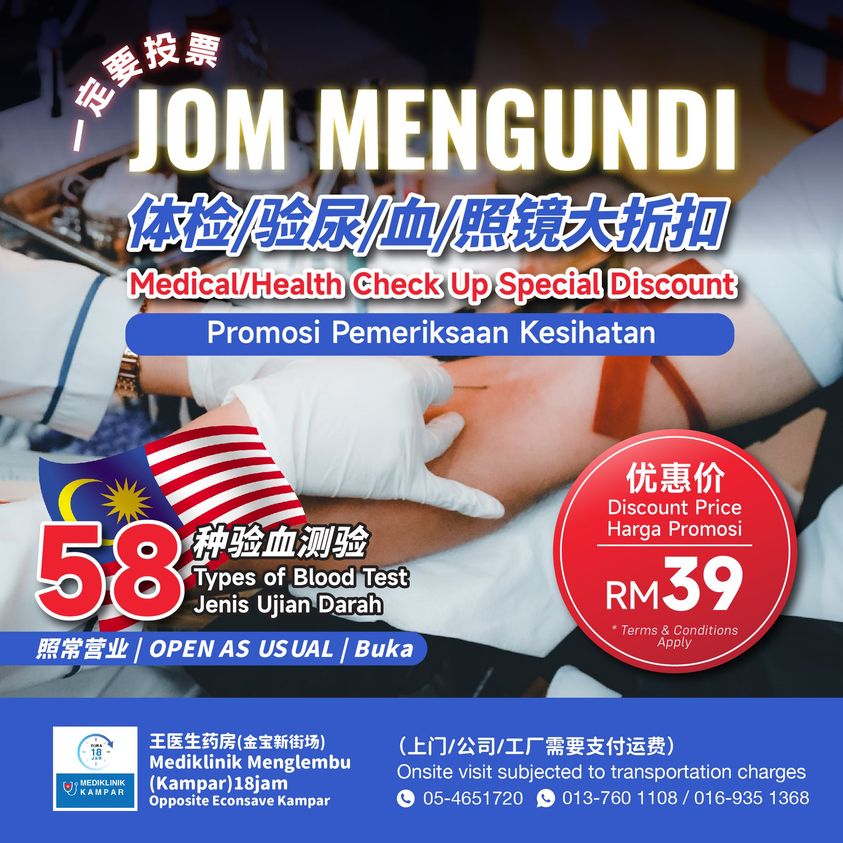 一定要投票
JOM MENGUNDI
体检/验尿/血/照镜大折扣
Medical/Health Check Up Special Discount
Promosi Pemeriksaan Kesihatan
58
种验血测验
Types of Blood Test
Jenis Ujian Darah
优惠价
Discount Price
Harga Promosi
RM39
* Terms & Conditions
Apply
照常营业 | OPEN AS USUAL | Buka
BUKA
18
JAM
MEDIKLINIK
KAMPAR
王医生药房(金宝新街场)
Mediklinik Menglembu
(Kampar)18jam
Opposite Econsave Kampar
（上门/公司/工厂需要支付运费）
Onsite visit subjected to transportation charges
05-4651720 013-760 1108 / 016-935 1368